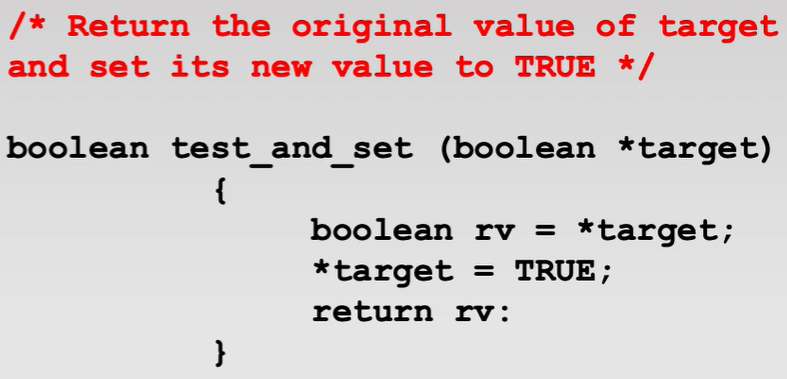 /* Return the original value of target
and set its new value to TRUE */
boolean test_and_set (boolean *target)
{
boolean rv = *target;
*target = TRUE;
return rv:
}